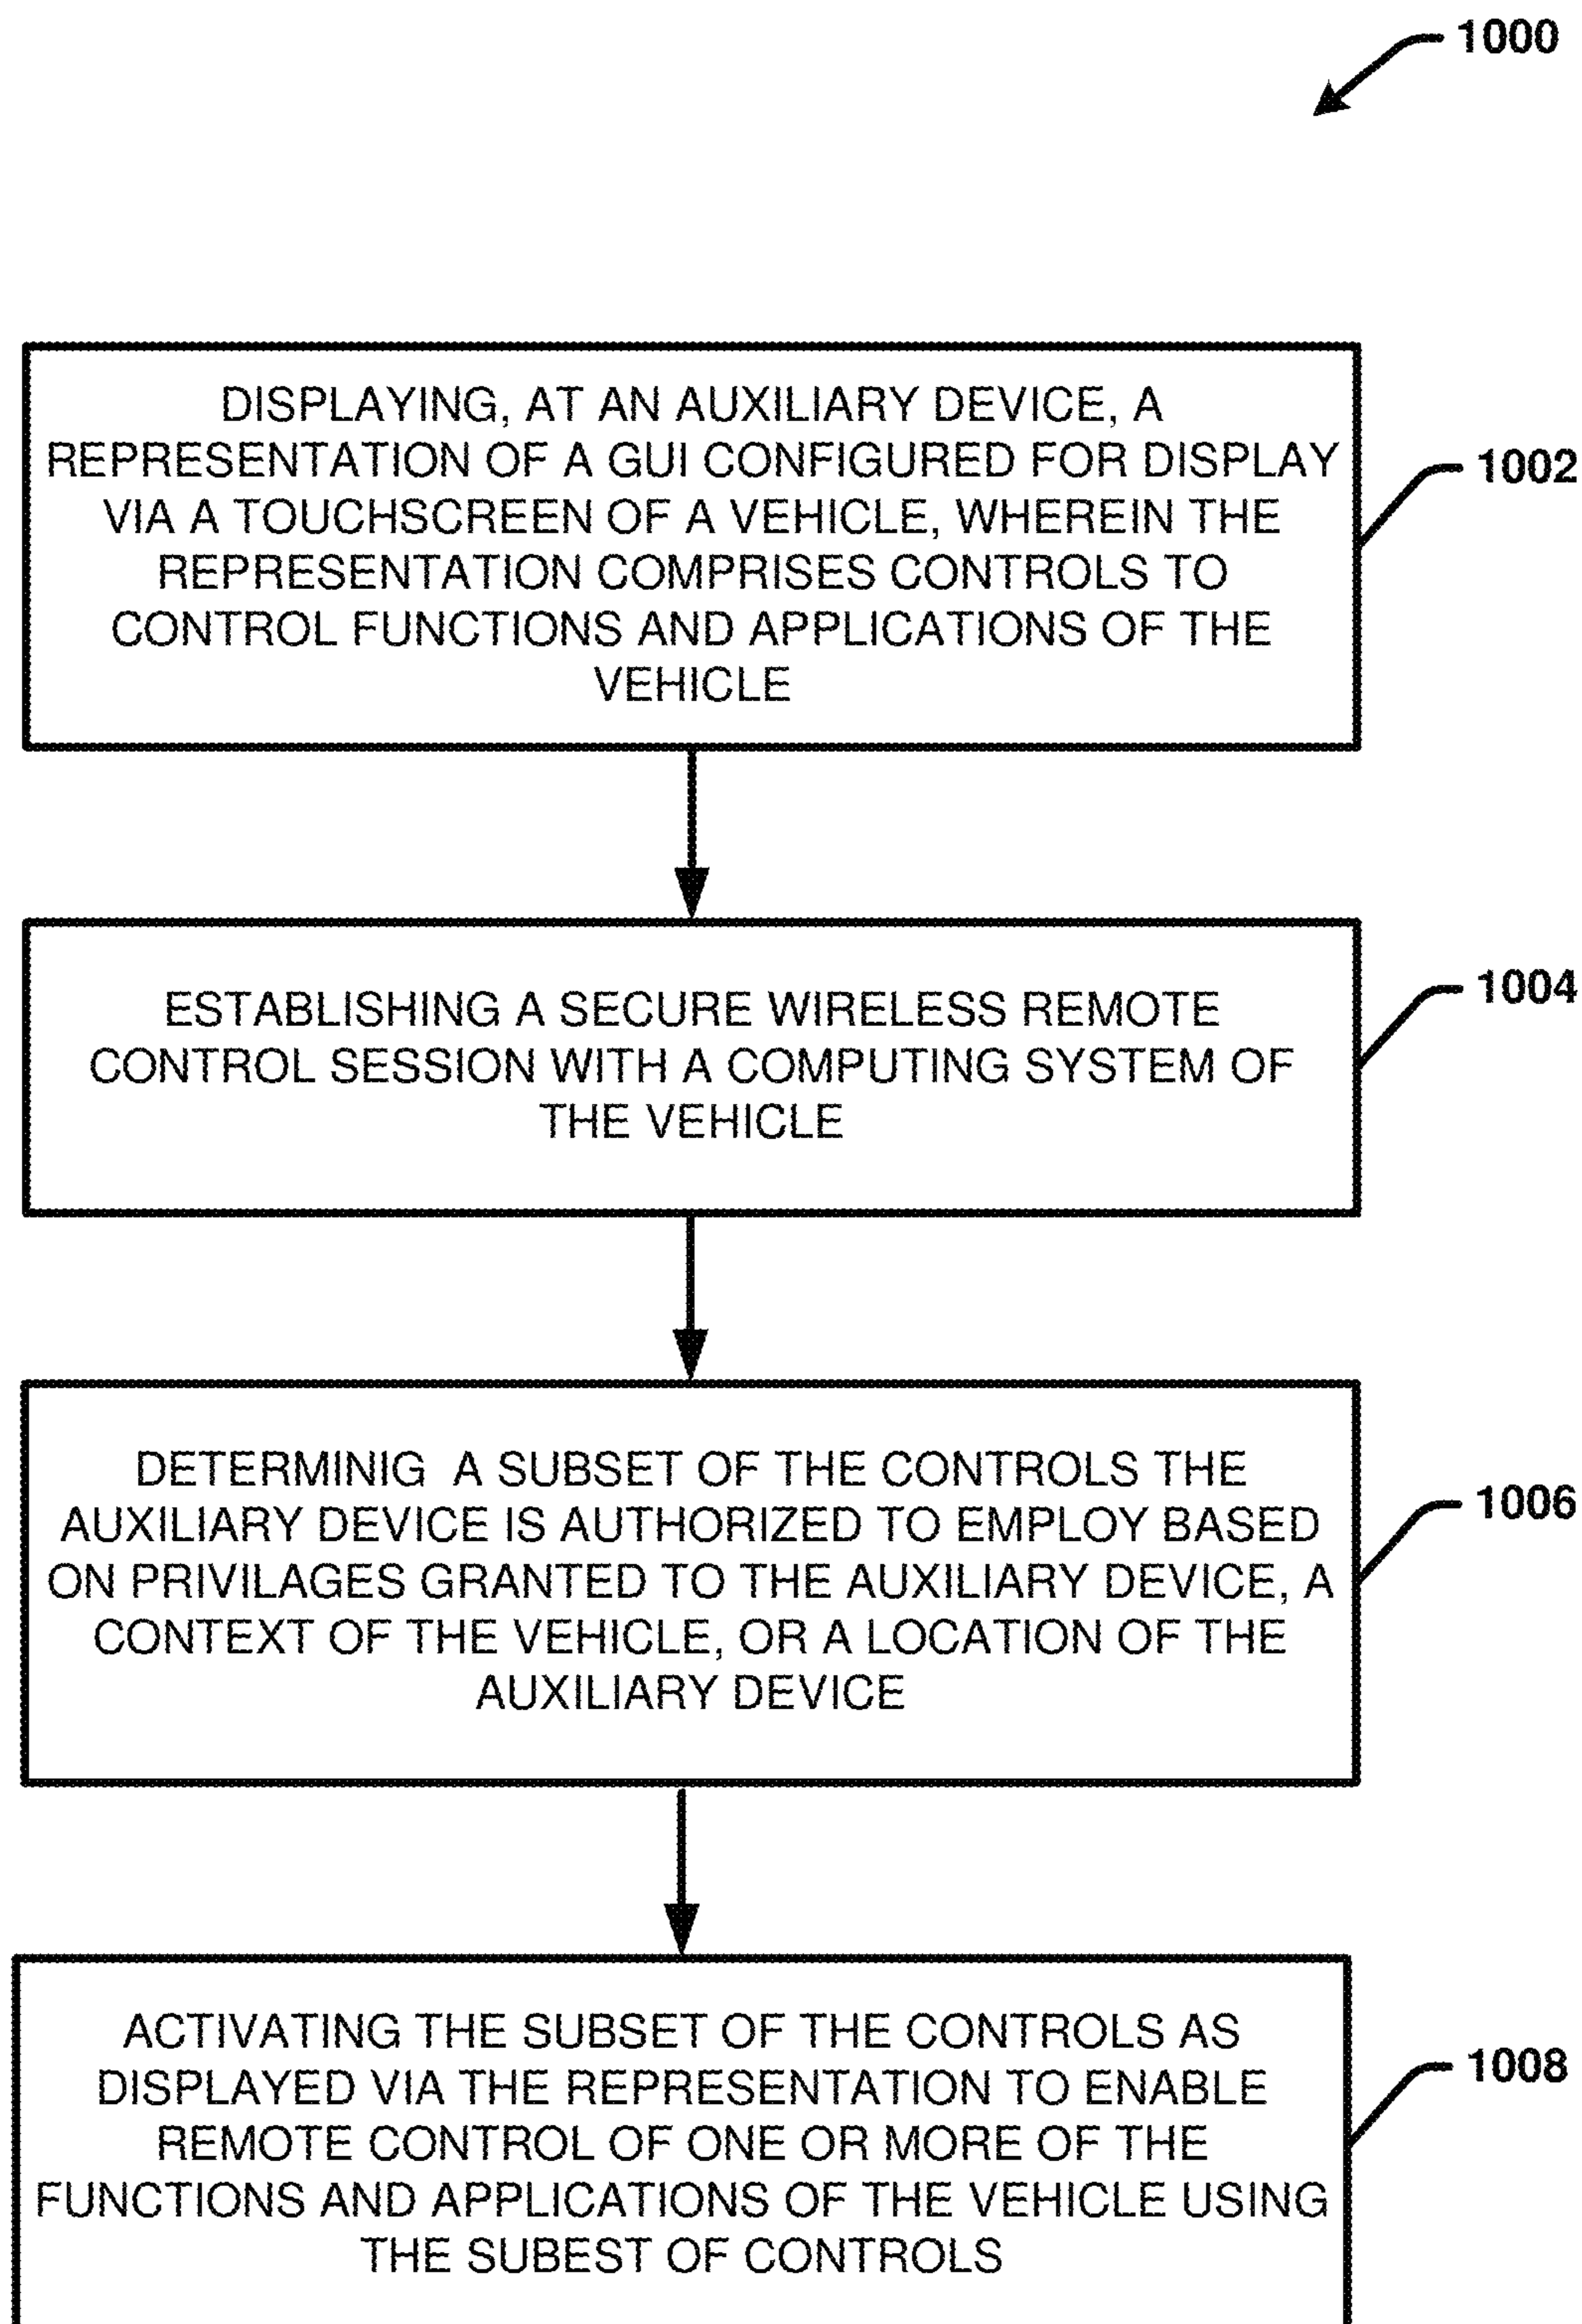 1000
DISPLAYING, AT AN AUXILIARY DEVICE, A
REPRESENTATION OF A GUI CONFIGURED FOR DISPLAY
VIA A TOUCHSCREEN OF A VEHICLE, WHEREIN THE
REPRESENTATION COMPRISES CONTROLS TO
CONTROL FUNCTIONS AND APPLICATIONS OF THE
VEHICLE
1002
ESTABLISHING A SECURE WIRELESS REMOTE
CONTROL SESSION WITH A COMPUTING SYSTEM OF
THE VEHICLE
1004
DETERMINIG A SUBSET OF THE CONTROLS THE
AUXILIARY DEVICE IS AUTHORIZED TO EMPLOY BASED
ON PRIVILAGES GRANTED TO THE AUXILIARY DEVICE, A
CONTEXT OF THE VEHICLE, OR A LOCATION OF THE
AUXILIARY DEVICE
1006
ACTIVATING THE SUBSET OF THE CONTROLS AS
DISPLAYED VIA THE REPRESENTATION TO ENABLE
REMOTE CONTROL OF ONE OR MORE OF THE
FUNCTIONS AND APPLICATIONS OF THE VEHICLE USING
THE SUBEST OF CONTROLS
1008